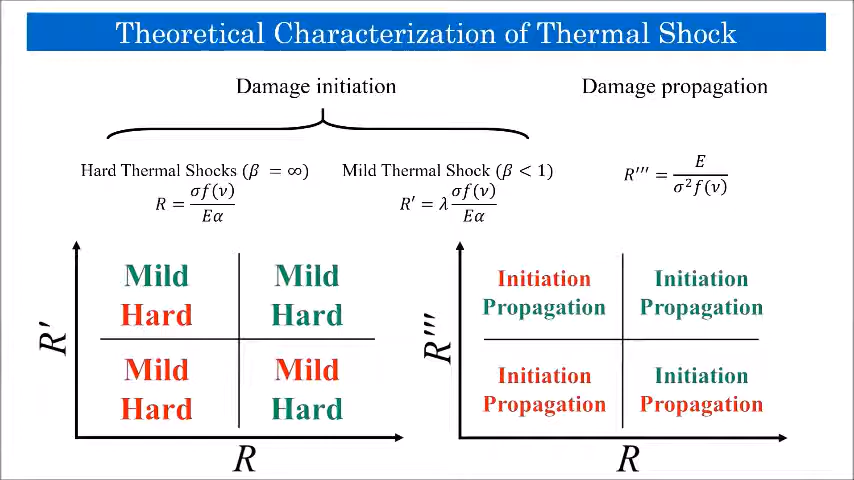 Theoretical Characterization of Thermal Shock
Damage initiation
Damage propagation
Hard Thermal Shocks (β = ∞)
R = σf(ν) / Eα
Mild Thermal Shock (β < 1)
R′ = λ σf(ν) / Eα
R′′′ = E / σ²f(ν)
R′
Mild
Hard
Mild
Hard
Mild
Hard
Mild
Hard
R
R′′′
Initiation
Propagation
Initiation
Propagation
Initiation
Propagation
Initiation
Propagation
R